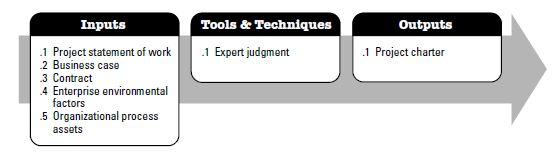 Inputs
.1 Project statement of work
.2 Business case
.3 Contract
.4 Enterprise environmental
factors
.5 Organizational process
assets
Tools & Techniques
.1 Expert judgment
Outputs
.1 Project charter